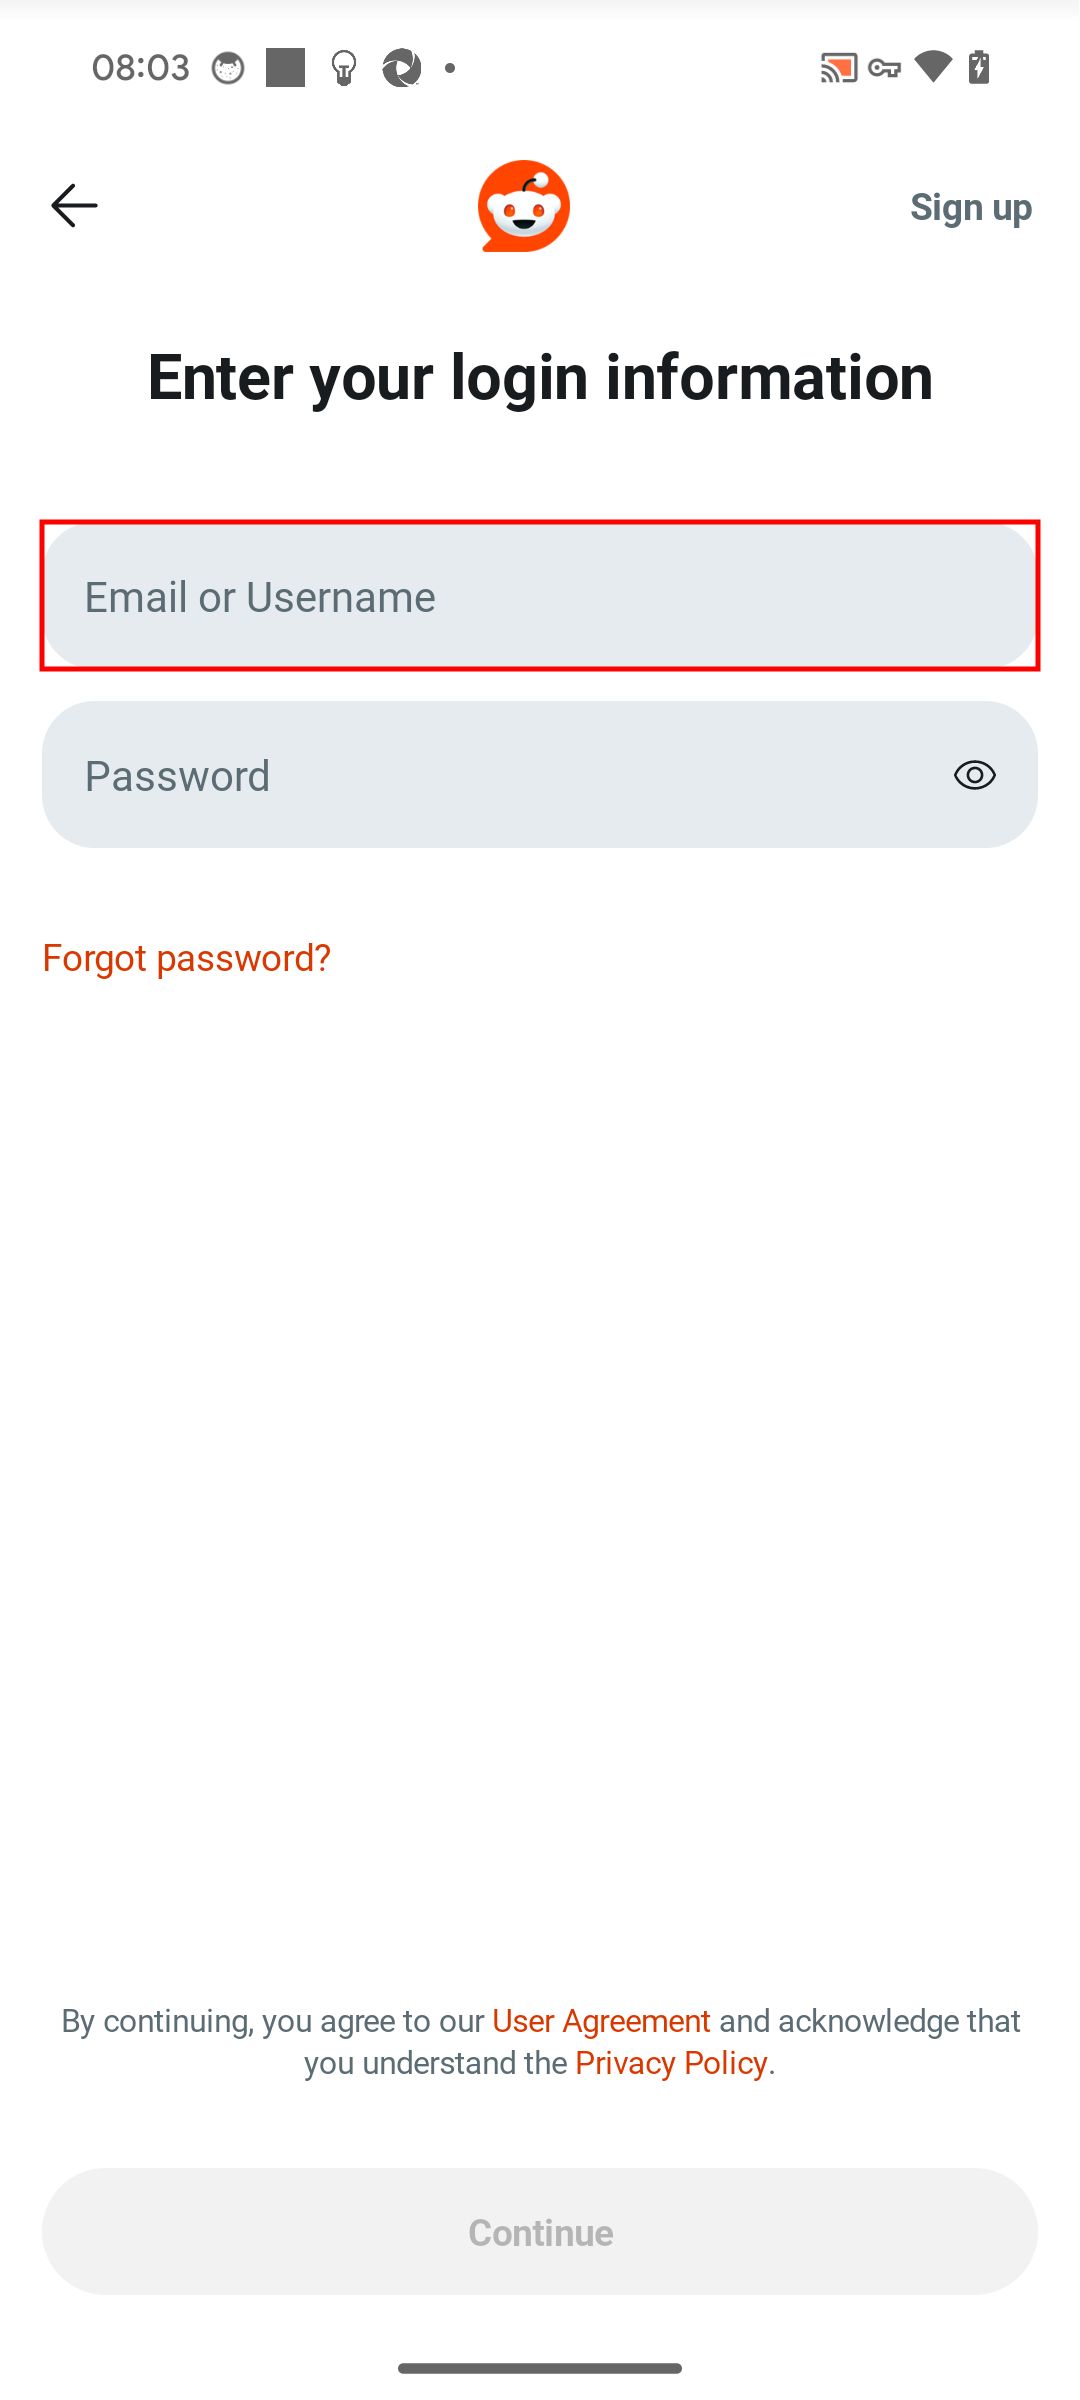 08:03
Sign up
Enter your login information
Email or Username
Password
Forgot password?
By continuing, you agree to our User Agreement and acknowledge that
you understand the Privacy Policy.
Continue